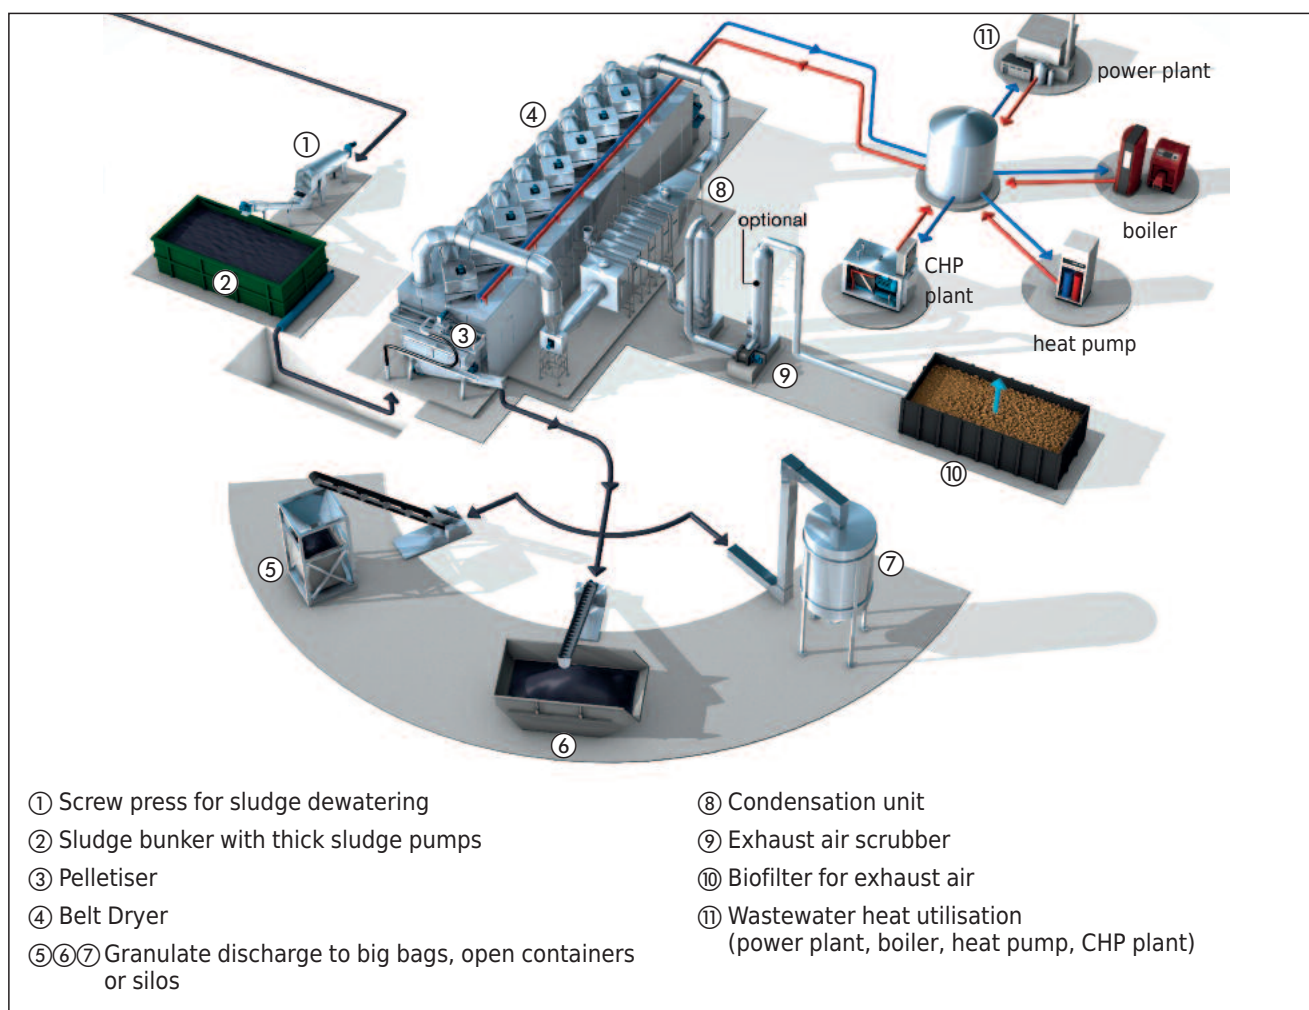 ①
②
③
④
⑤
⑥
⑦
⑧
optional
⑨
⑩
⑪
power plant
boiler
CHP
plant
heat pump
① Screw press for sludge dewatering
② Sludge bunker with thick sludge pumps
③ Pelletiser
④ Belt Dryer
⑤⑥⑦ Granulate discharge to big bags, open containers
or silos
⑧ Condensation unit
⑨ Exhaust air scrubber
⑩ Biofilter for exhaust air
⑪ Wastewater heat utilisation
(power plant, boiler, heat pump, CHP plant)